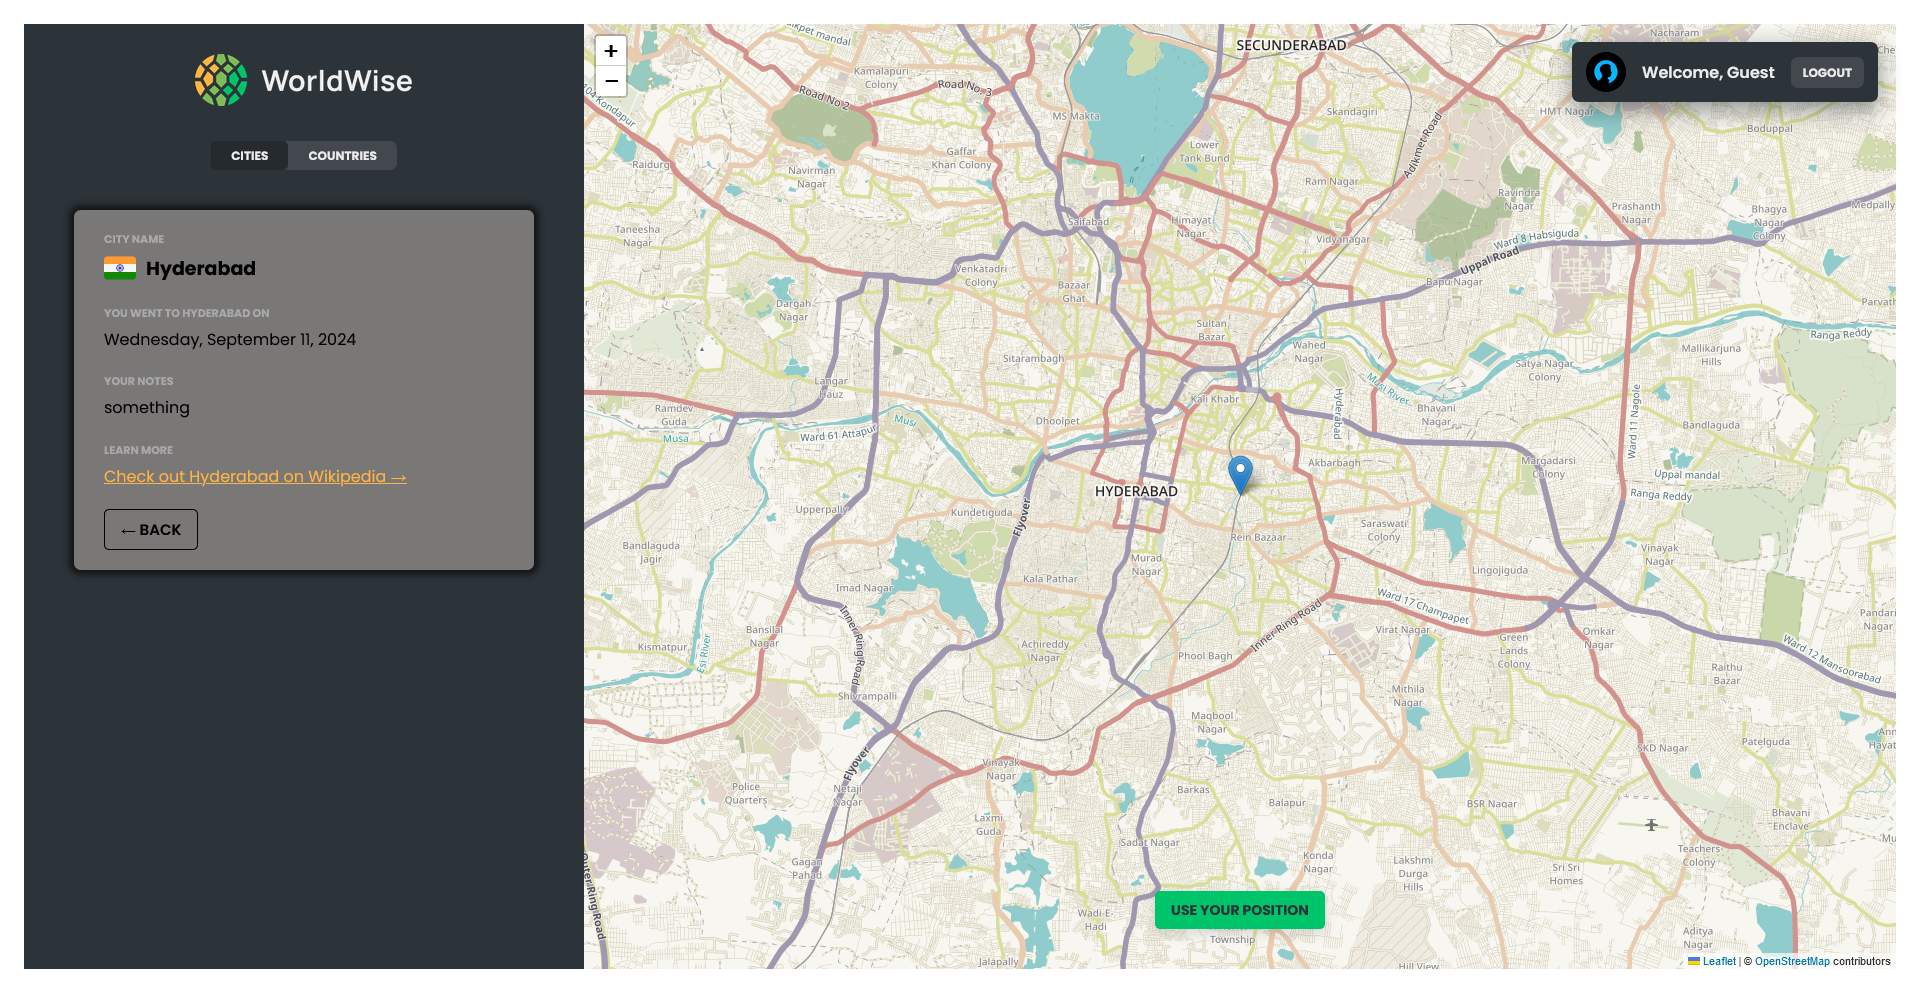 WorldWise
CITIES
COUNTRIES
CITY NAME
Hyderabad
YOU WENT TO HYDERABAD ON
Wednesday, September 11, 2024
YOUR NOTES
something
LEARN MORE
Check out Hyderabad on Wikipedia →
← BACK
+
−
Welcome, Guest
LOGOUT
SECUNDERABAD
Nacharam
Kamalapuri
Colony
Road No 2
Road No. 3
MS Makta
Skandagiri
HMT Nagar
Boduppal
Adikmet Road
Raidurg
Gaffar
Khan Colony
Lower
Tank Bund
Navirman
Nagar
Ram Nagar
Ravindra
Nagar
Prashanth
Nagar
Bhagya
Nagar
Colony
Medpally
Taneesha
Nagar
Saifabad
Himayat
Nagar
Vidyanagar
Ward 8 Habsiguda
Uppal Road
Bapu Nagar
Venkatadri
Colony
Bazaar
Ghat
Dargah-
Nagar
Sultan
Bazar
Ranga Reddy
Wahed
Nagar
Mallikarjuna
Hills
Sitarambagh
Satya Nagar
Colony
Langar
Hauz
Musi River
Kali Khabr
Hyderabad
Bhayani
Nagar
Ward 11 Nagole
Ramdev
Guda
Musa
Ward 61 Attapur
Musi
Dhoolpet
Bandlaguda
Akbarbagh
Margadarsi
Colony
Uppal mandal
Ranga Reddy
HYDERABAD
Upperpally
Kundetiguda
Flyover
Rein Bazaar
Saraswati
Colony
Bandlaguda
Jagir
Vinayak
Nagar
Murad
Nagar
Lingojiguda
Kala Pathar
Imad Nagar
Ward 17 Champapet
Inner Ring Road
Inner Ring Road
Bansilal
Nagar
Virat Nagar
Green
Lands
Colony
Omkar
Nagar
Pandari
Nagar
Kismatpur
Esi River
Achireddy
Nagar
Phool Bagh
Ward 12 Mansoorabad
Raithu
Bazar
Shivrampalli
Mithila
Nagar
Maqbool
Nagar
SKD Nagar
Patelguda
Flyover
Vinayak
Nagar
Police
Quarters
Netaji
Nagar
Barkas
Balapur
BSR Nagar
Bhavani
Enclave
Laxmi
Guda
Sadat Nagar
Teachers
Colony
Gagan
Pahad
Outer Ring Road
Konda
Nagar
Lakshmi
Durga
Hills
Sri Sri
Homes
USE YOUR POSITION
Wadi-E-
Hadi
Township
Aditya
Nagar
Jalapally
Hill View
Leaflet | © OpenStreetMap contributors